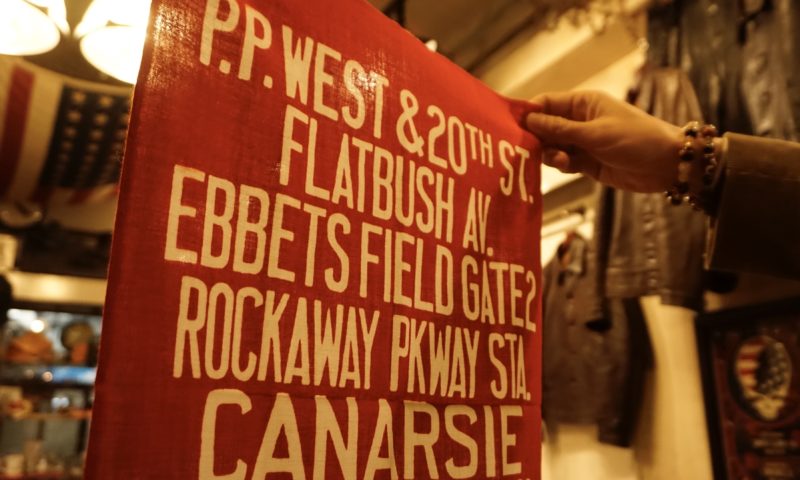 P.P. WEST & 20TH ST.
FLATBUSH AV.
EBBETS FIELD GATE 2
ROCKAWAY PKWAY STA.
CANARSIE